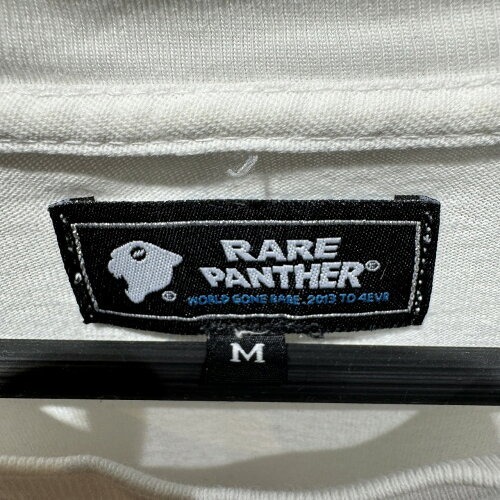 RARE
PANTHER®
®
WORLD GONE RARE. 2013 TO 4EVR
M